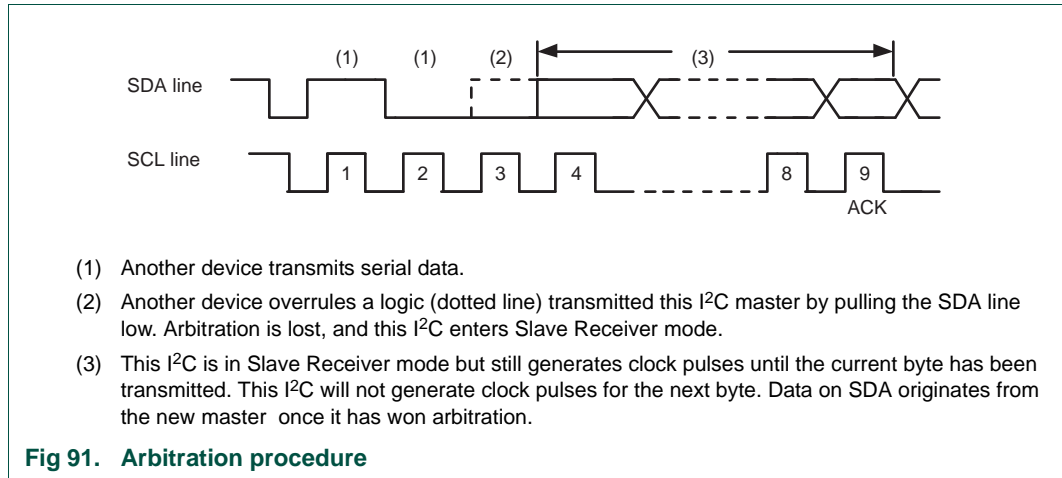 (1) (1) (2) (3)
SDA line
SCL line
1 2 3 4 8 9
ACK
(1) Another device transmits serial data.
(2) Another device overrules a logic (dotted line) transmitted this I2C master by pulling the SDA line
low. Arbitration is lost, and this I2C enters Slave Receiver mode.
(3) This I2C is in Slave Receiver mode but still generates clock pulses until the current byte has been
transmitted. This I2C will not generate clock pulses for the next byte. Data on SDA originates from
the new master once it has won arbitration.
Fig 91. Arbitration procedure